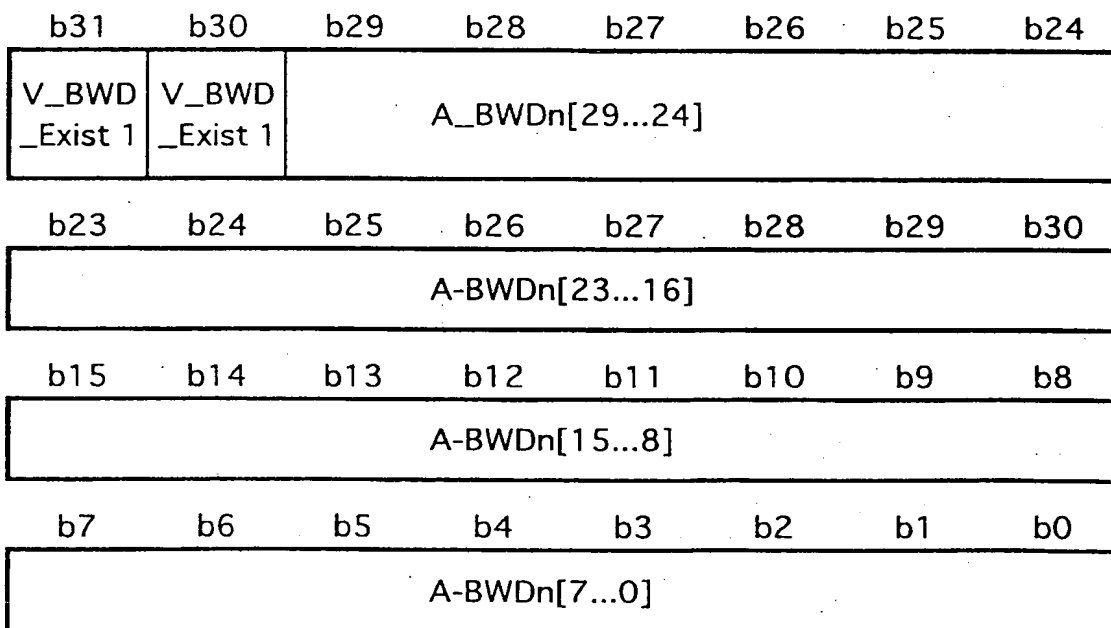 b31 b30 b29 b28 b27 b26 b25 b24
V_BWD V_BWD
_Exist 1 _Exist 1
A_BWDn[29...24]
b23 b24 b25 b26 b27 b28 b29 b30
A-BWDn[23...16]
b15 b14 b13 b12 b11 b10 b9 b8
A-BWDn[15...8]
b7 b6 b5 b4 b3 b2 b1 b0
A-BWDn[7...0]